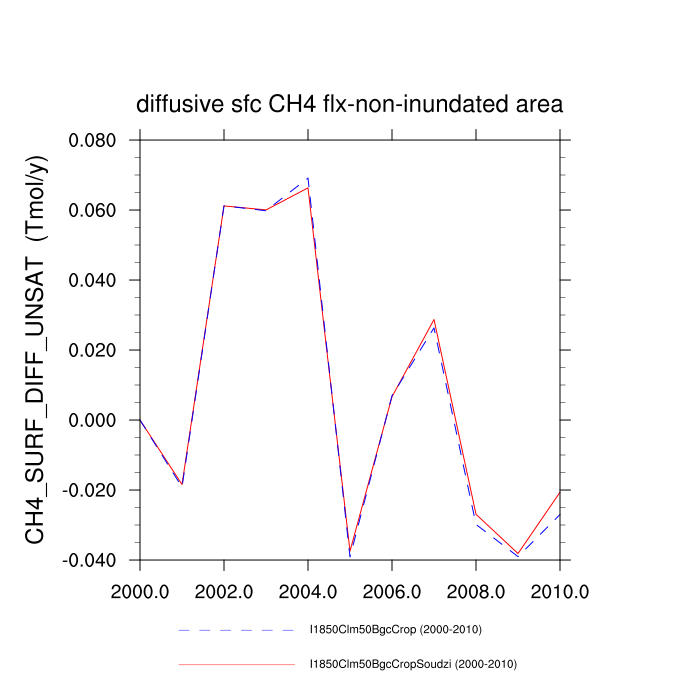 diffusive sfc CH4 flx-non-inundated area
CH4_SURF_DIFF_UNSAT (Tmol/y)
0.080
0.060
0.040
0.020
0.000
-0.020
-0.040
2000.0 2002.0 2004.0 2006.0 2008.0 2010.0
I1850Clm50BgcCrop (2000-2010)
I1850Clm50BgcCropSoudzi (2000-2010)